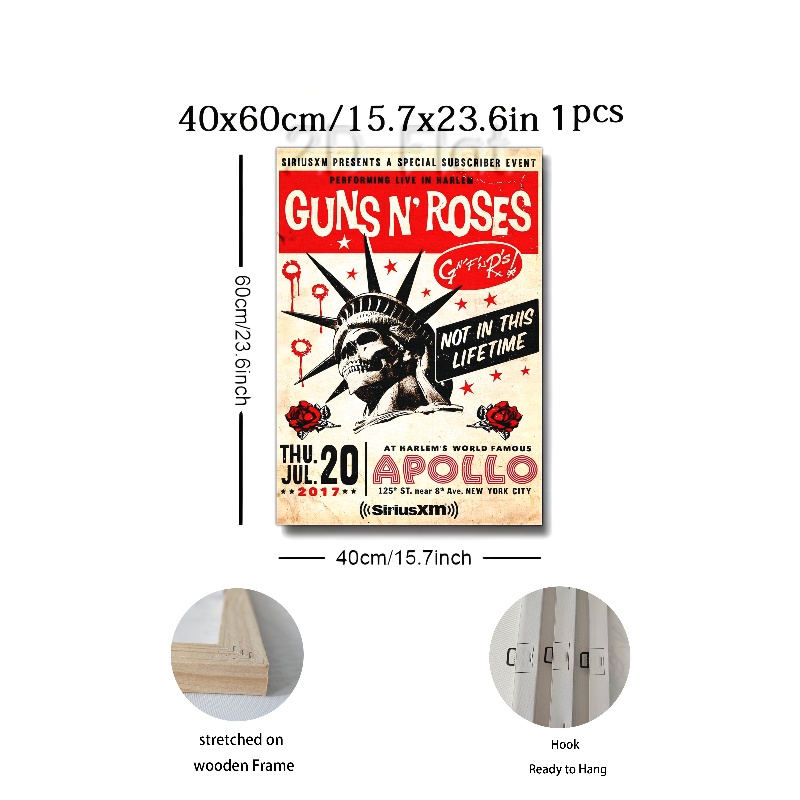 40x60cm/15.7x23.6in 1pcs
SIRIUSXM PRESENTS A SPECIAL SUBSCRIBER EVENT
PERFORMING LIVE IN HARLEM
GUNS N' ROSES
G N' F' N R's!
NOT IN THIS
LIFETIME
60cm/23.6inch
THU.
JUL. 20
★★2017★★
AT HARLEM'S WORLD FAMOUS
APOLLO
125th ST. near 8th Ave. NEW YORK CITY
((SiriusXM))
40cm/15.7inch
stretched on
wooden Frame
Hook
Ready to Hang